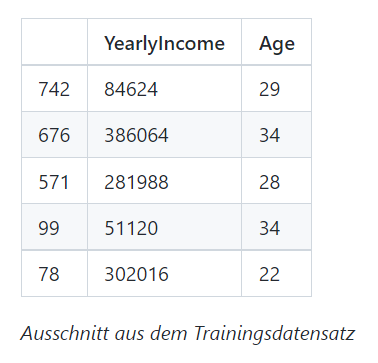 YearlyIncome Age
742 84624 29
676 386064 34
571 281988 28
99 51120 34
78 302016 22
Ausschnitt aus dem Trainingsdatensatz